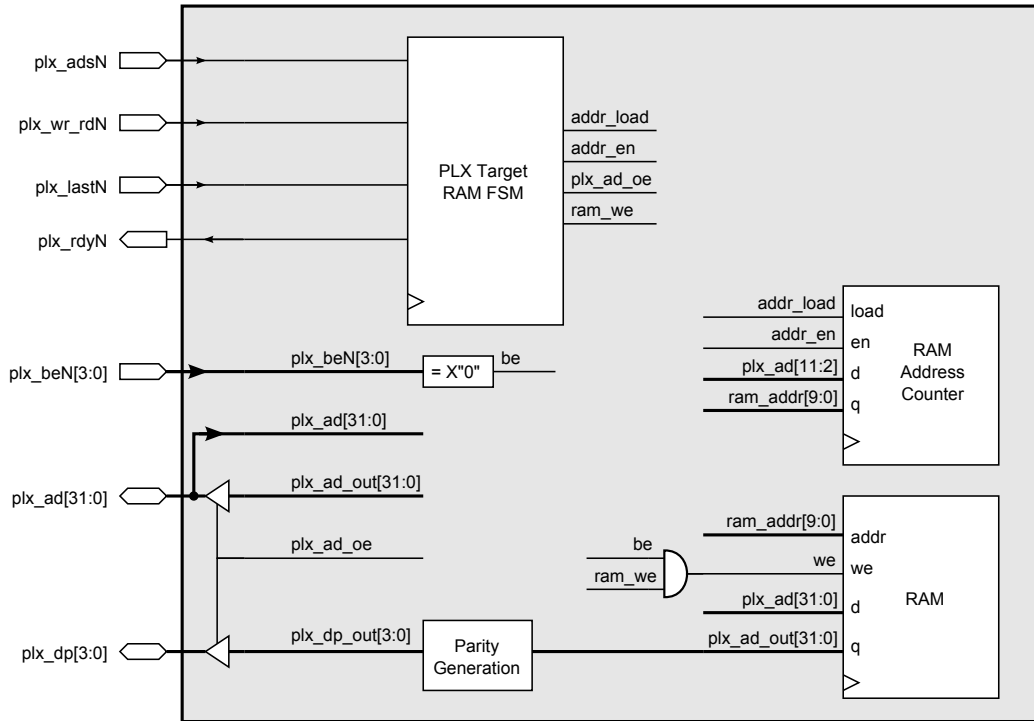 plx_adsN
plx_wr_rdN
plx_lastN
plx_rdyN
PLX Target
RAM FSM
addr_load
addr_en
plx_ad_oe
ram_we
plx_beN[3:0]
plx_beN[3:0]
= X"0"
be
plx_ad[31:0]
plx_ad[31:0]
plx_ad_out[31:0]
plx_ad_oe
plx_dp[3:0]
plx_dp_out[3:0]
Parity
Generation
addr_load
addr_en
plx_ad[11:2]
ram_addr[9:0]
load
en
d
q
RAM
Address
Counter
be
ram_we
ram_addr[9:0]
we
plx_ad[31:0]
plx_ad_out[31:0]
addr
we
d
q
RAM